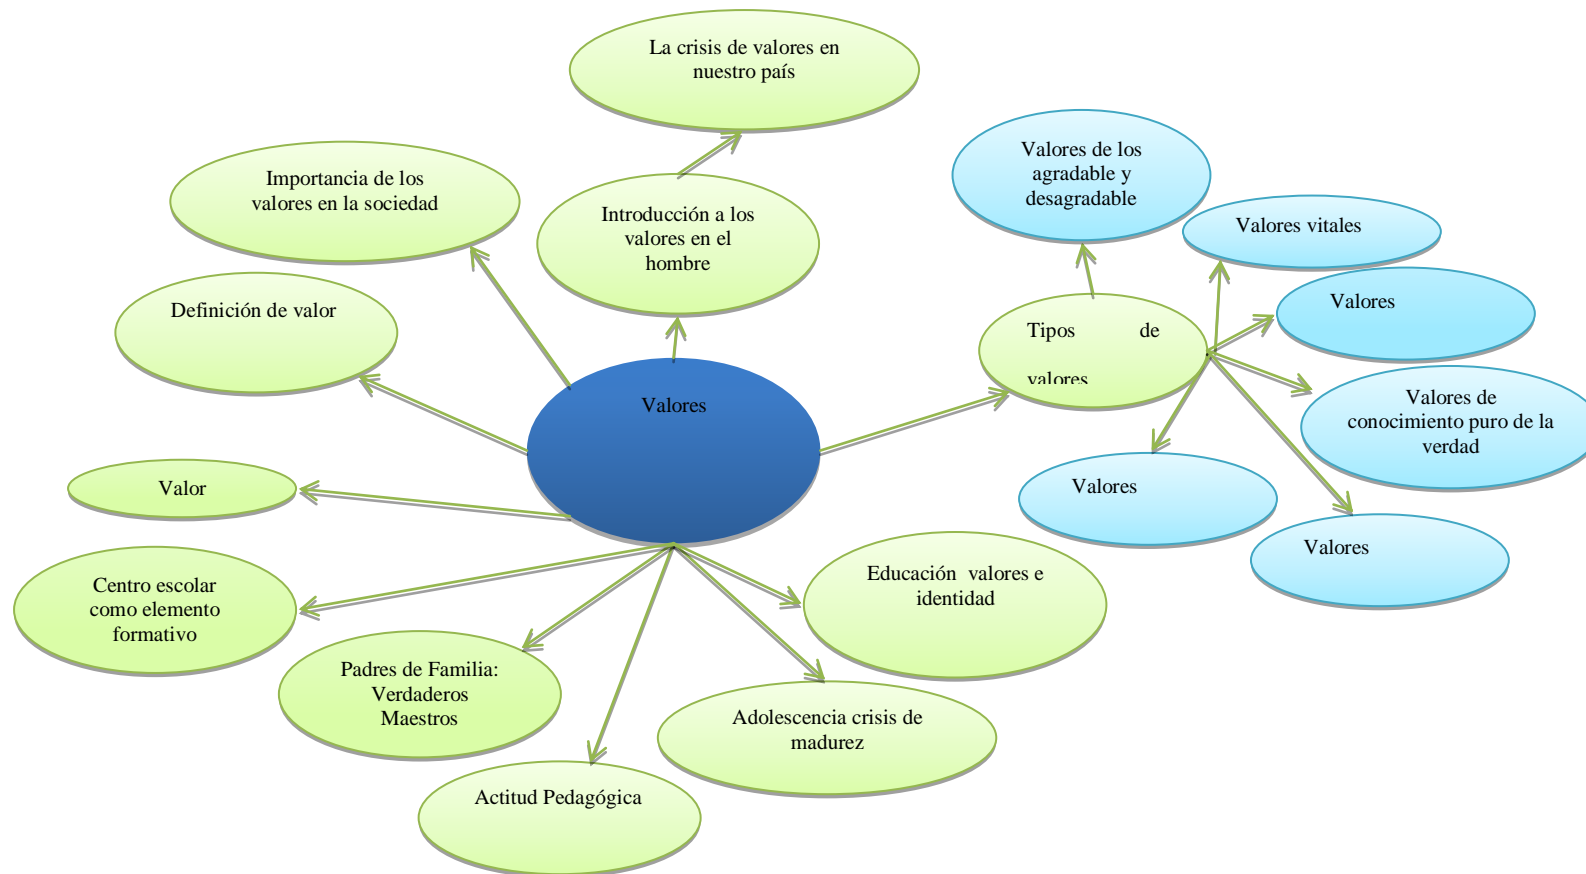 La crisis de valores en
nuestro país
Importancia de los
valores en la sociedad
Introducción a los
valores en el
hombre
Definición de valor
Valores
Valor
Centro escolar
como elemento
formativo
Padres de Familia:
Verdaderos
Maestros
Actitud Pedagógica
Adolescencia crisis de
madurez
Educación valores e
identidad
Tipos de
valores
Valores de los
agradable y
desagradable
Valores vitales
Valores
Valores de
conocimiento puro de la
verdad
Valores
Valores